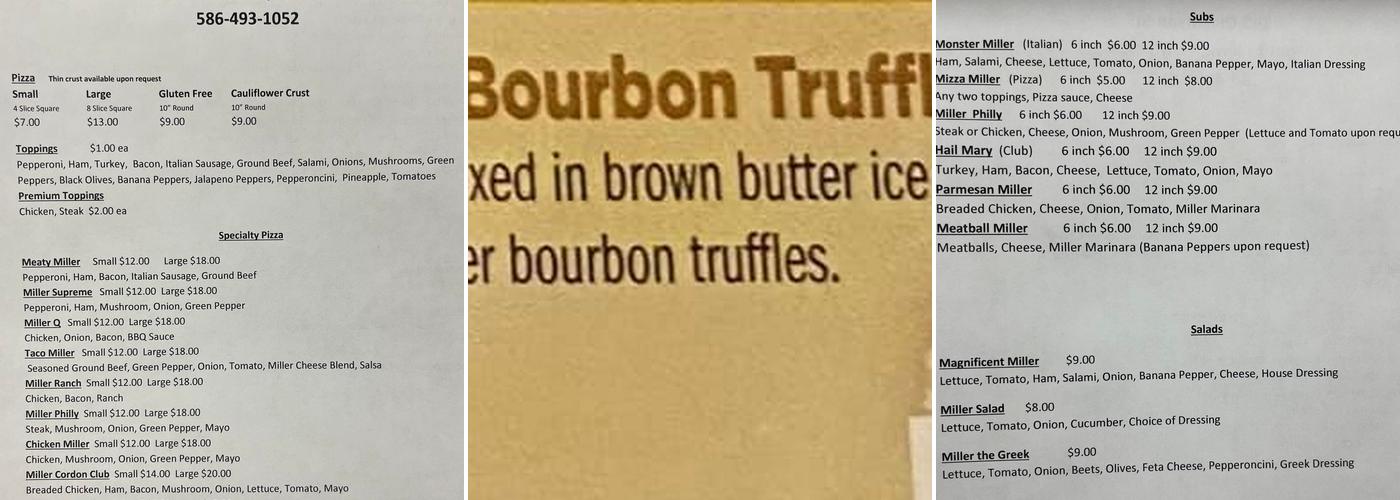 586-493-1052
Pizza Thin crust available upon request
Small Large Gluten Free Cauliflower Crust
4 Slice Square 8 Slice Square 10" Round 10" Round
$7.00 $13.00 $9.00 $9.00
Toppings $1.00 ea
Pepperoni, Ham, Turkey, Bacon, Italian Sausage, Ground Beef, Salami, Onions, Mushrooms, Green
Peppers, Black Olives, Banana Peppers, Jalapeno Peppers, Pepperoncini, Pineapple, Tomatoes
Premium Toppings
Chicken, Steak $2.00 ea
Specialty Pizza
Meaty Miller Small $12.00 Large $18.00
Pepperoni, Ham, Bacon, Italian Sausage, Ground Beef
Miller Supreme Small $12.00 Large $18.00
Pepperoni, Ham, Mushroom, Onion, Green Pepper
Miller Q Small $12.00 Large $18.00
Chicken, Onion, Bacon, BBQ Sauce
Taco Miller Small $12.00 Large $18.00
Seasoned Ground Beef, Green Pepper, Onion, Tomato, Miller Cheese Blend, Salsa
Miller Ranch Small $12.00 Large $18.00
Chicken, Bacon, Ranch
Miller Philly Small $12.00 Large $18.00
Steak, Mushroom, Onion, Green Pepper, Mayo
Chicken Miller Small $12.00 Large $18.00
Chicken, Mushroom, Onion, Green Pepper, Mayo
Miller Cordon Club Small $14.00 Large $20.00
Breaded Chicken, Ham, Bacon, Mushroom, Onion, Lettuce, Tomato, Mayo
Bourbon Truffl
xed in brown butter ice
er bourbon truffles.
Subs
Monster Miller (Italian) 6 inch $6.00 12 inch $9.00
Ham, Salami, Cheese, Lettuce, Tomato, Onion, Banana Pepper, Mayo, Italian Dressing
Mizza Miller (Pizza) 6 inch $5.00 12 inch $8.00
Any two toppings, Pizza sauce, Cheese
Miller Philly 6 inch $6.00 12 inch $9.00
Steak or Chicken, Cheese, Onion, Mushroom, Green Pepper (Lettuce and Tomato upon requ
Hail Mary (Club) 6 inch $6.00 12 inch $9.00
Turkey, Ham, Bacon, Cheese, Lettuce, Tomato, Onion, Mayo
Parmesan Miller 6 inch $6.00 12 inch $9.00
Breaded Chicken, Cheese, Onion, Tomato, Miller Marinara
Meatball Miller 6 inch $6.00 12 inch $9.00
Meatballs, Cheese, Miller Marinara (Banana Peppers upon request)
Salads
Magnificent Miller $9.00
Lettuce, Tomato, Ham, Salami, Onion, Banana Pepper, Cheese, House Dressing
Miller Salad $8.00
Lettuce, Tomato, Onion, Cucumber, Choice of Dressing
Miller the Greek $9.00
Lettuce, Tomato, Onion, Beets, Olives, Feta Cheese, Pepperoncini, Greek Dressing